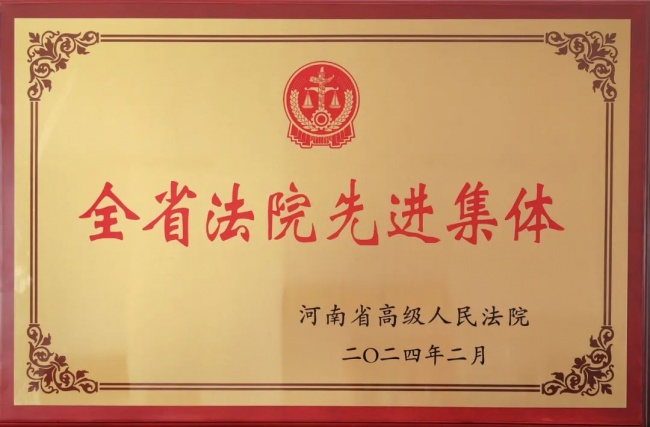 全省法院先进集体
河南省高级人民法院
二〇二四年二月